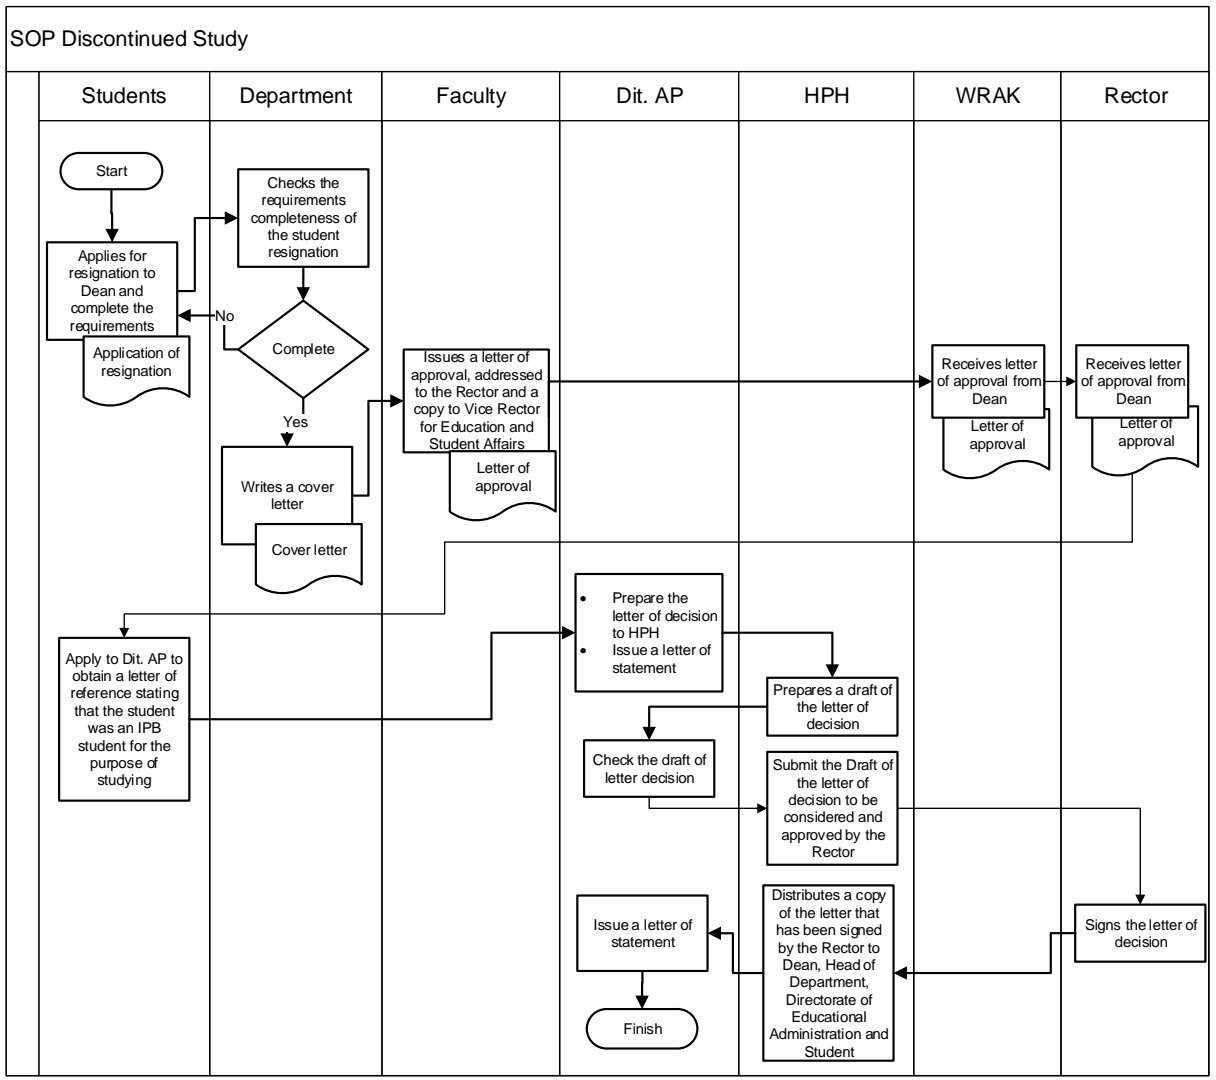 SOP Discontinued Study
Students
Department
Faculty
Dit. AP
HPH
WRAK
Rector
Start
Applies for
resignation to
Dean and
complete the
requirements
Application of
resignation
Checks the
requirements
completeness of
the student
resignation
No
Complete
Yes
Writes a cover
letter
Cover letter
Issues a letter of
approval, addressed
to the Rector and a
copy to Vice Rector
for Education and
Student Affairs
Letter of
approval
Receives letter
of approval from
Dean
Letter of
approval
Receives letter
of approval from
Dean
Letter of
approval
Apply to Dit. AP to
obtain a letter of
reference stating
that the student
was an IPB
student for the
purpose of
studying
• Prepare the
letter of decision
to HPH
• Issue a letter of
statement
Prepares a draft of
the letter of
decision
Check the draft of
letter decision
Submit the Draft of
the letter of
decision to be
considered and
approved by the
Rector
Signs the letter of
decision
Distributes a copy
of the letter that
has been signed
by the Rector to
Dean, Head of
Department,
Directorate of
Educational
Administration and
Student
Issue a letter of
statement
Finish